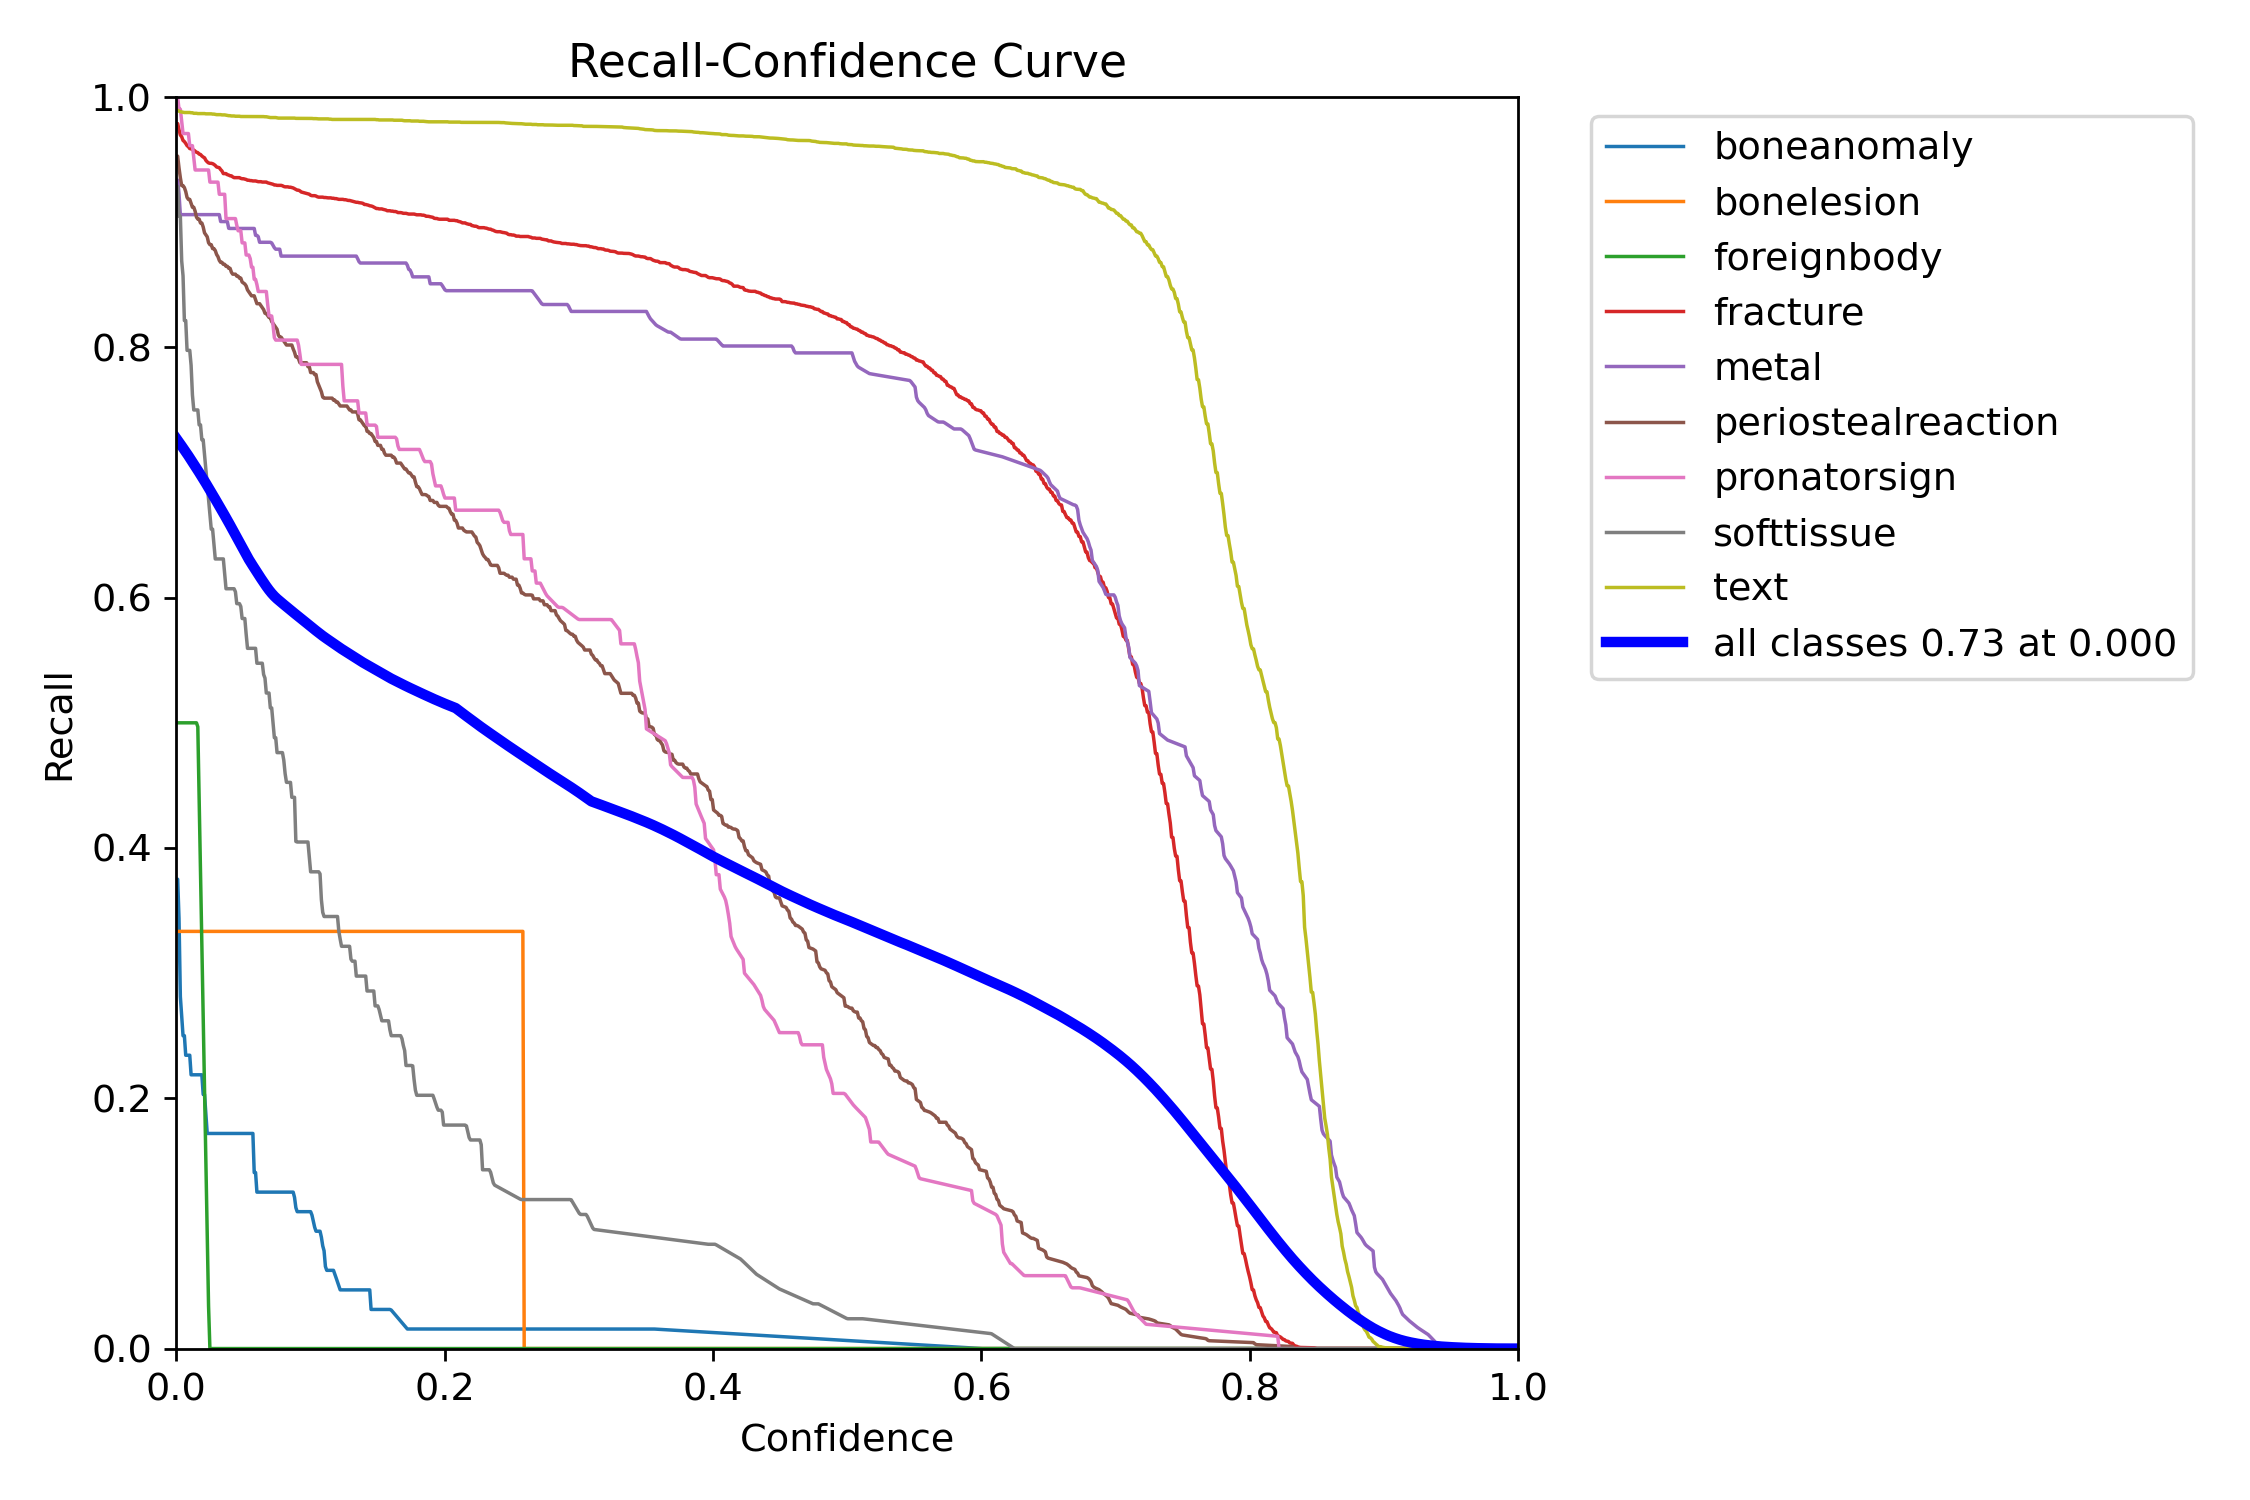 Recall-Confidence Curve
1.0
0.8
0.6
0.4
0.2
0.0
Recall
0.0 0.2 0.4 0.6 0.8 1.0
Confidence
boneanomaly
bonelesion
foreignbody
fracture
metal
periostealreaction
pronatorsign
softtissue
text
all classes 0.73 at 0.000